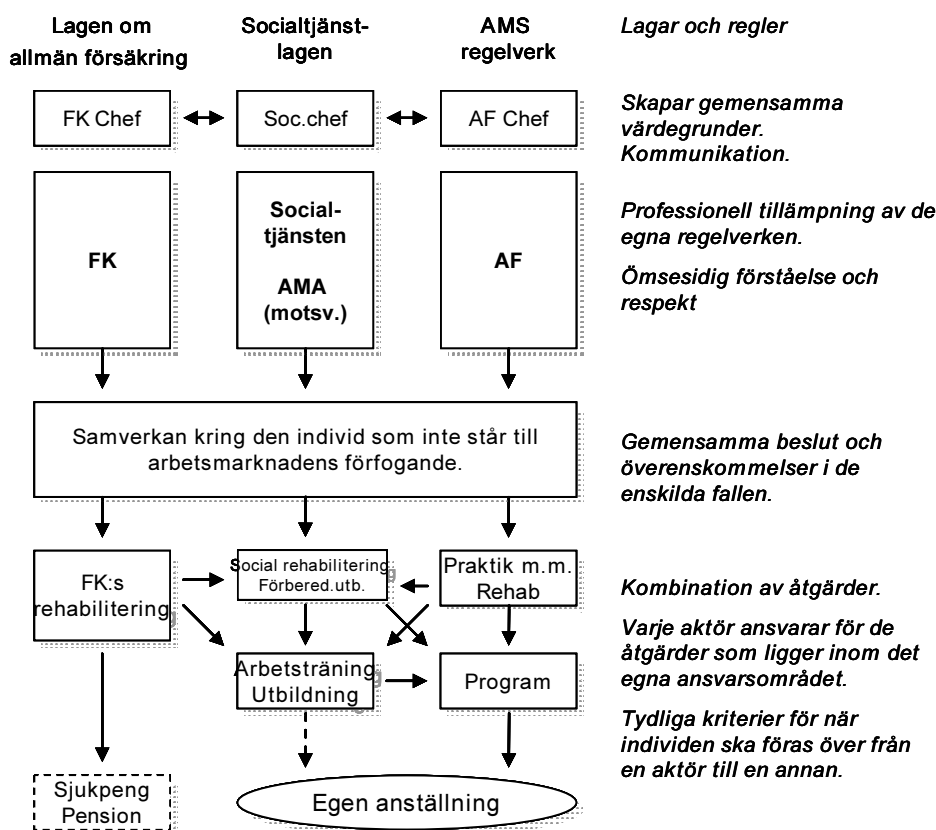 Lagen om
allmän försäkring
Socialtjänst-
lagen
AMS
regelverk
Lagar och regler
FK Chef
Soc.chef
AF Chef
Skapar gemensamma
värdegrunder.
Kommunikation.
FK
Social-
tjänsten
AMA
(motsv.)
AF
Professionell tillämpning av de
egna regelverken.
Ömsesidig förståelse och
respekt
Samverkan kring den individ som inte står till
arbetsmarknadens förfogande.
Gemensamma beslut och
överenskommelser i de
enskilda fallen.
FK:s
rehabilitering
Social rehabilitering
Förbered.utb.
Praktik m.m.
Rehab
Kombination av åtgärder.
Varje aktör ansvarar för de
åtgärder som ligger inom det
egna ansvarsområdet.
Arbetsträning
Utbildning
Program
Tydliga kriterier för när
individen ska föras över från
en aktör till en annan.
Sjukpeng
Pension
Egen anställning